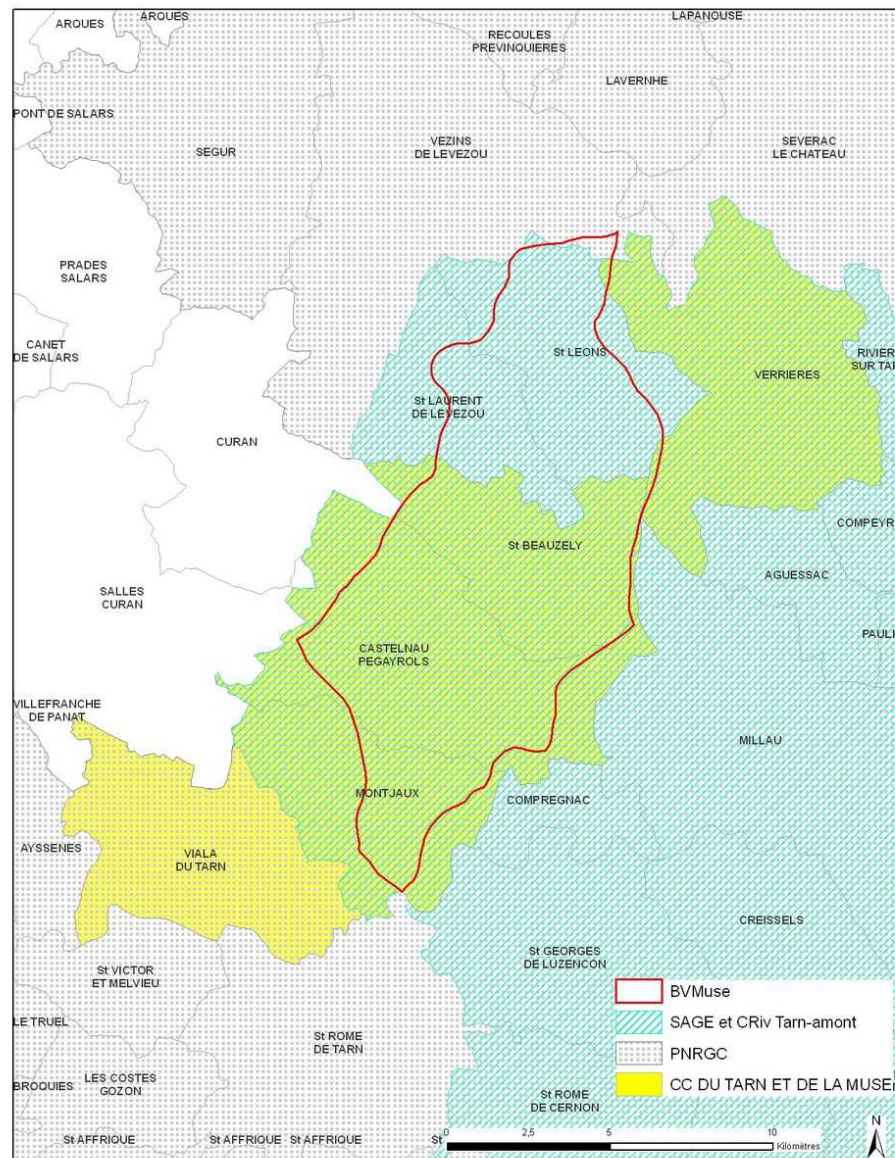 ARQUES
ARQUES
LAPANOUSE
RECOULES
PREVINQUIERES
LAVERNHE
PONT DE SALARS
SEGUR
VEZINS
DE LEVEZOU
SEVERAC
LE CHATEAU
PRADES
SALARS
CANET
DE SALARS
St LEONS
RIVIER
SUR TAR
VERRIERES
St LAURENT
DE LEVEZOU
CURAN
COMPEYR
St BEAUZELY
AGUESSAC
SALLES
CURAN
CASTELNAU
PEGAYROLS
PAULI
VILLEFRANCHE
DE PANAT
MILLAU
MONTJAUX
COMPREGNAC
AYSSENES
VIALA
DU TARN
CREISSELS
St GEORGES
DE LUZENCON
St VICTOR
ET MELVIEU
BVMuse
SAGE et CRiv Tarn-amont
PNRGC
CC DU TARN ET DE LA MUSE
LE TRUEL
St ROME
DE TARN
BROQUIES
LES COSTES
GOZON
St ROME
DE CERNON
St AFFRIQUE
St AFFRIQUE
St AFFRIQUE
St
0
2,5
5
10
Kilomètres
N